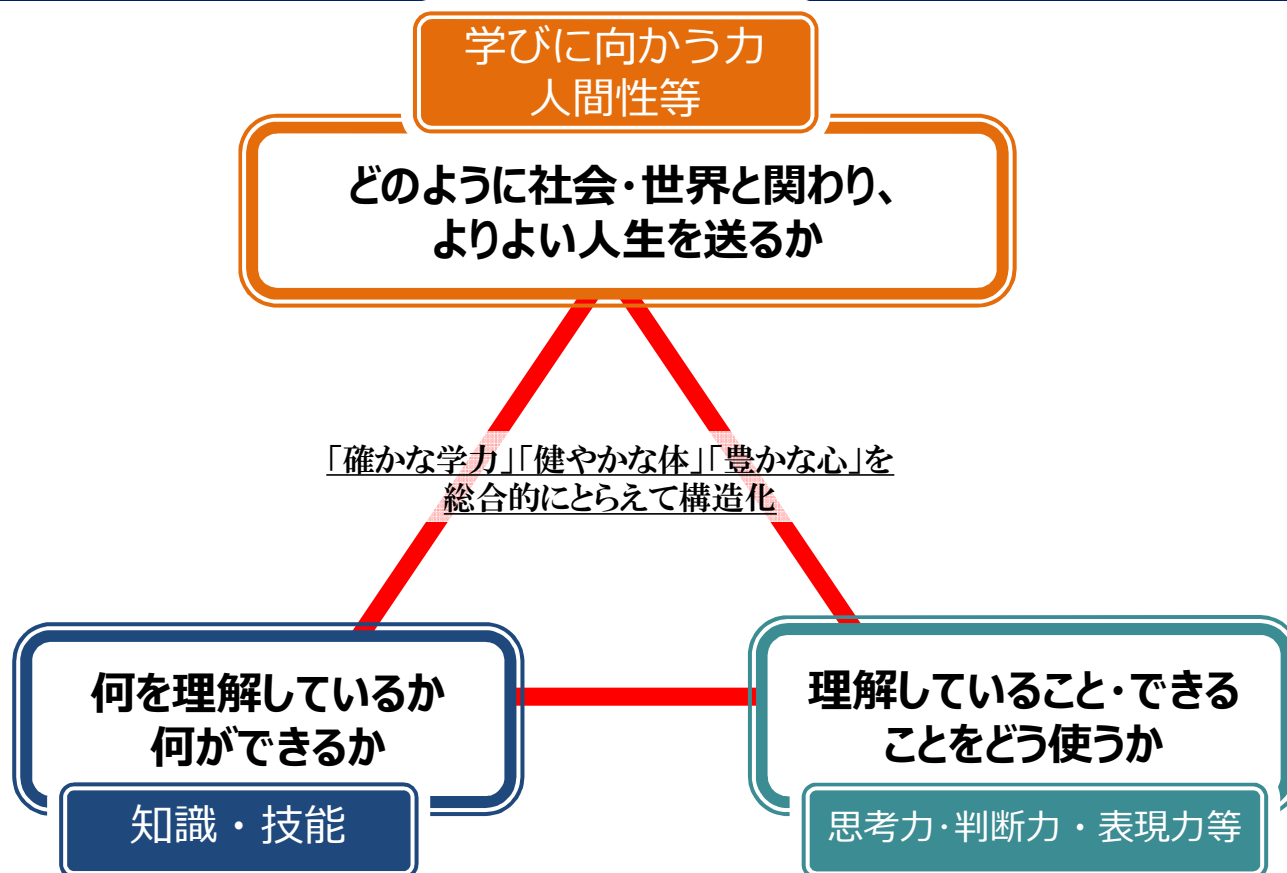 学びに向かう力
人間性等
どのように社会・世界と関わり、
よりよい人生を送るか
「確かな学力」「健やかな体」「豊かな心」を
総合的にとらえて構造化
何を理解しているか
何ができるか
知識・技能
理解していること・できる
ことをどう使うか
思考力・判断力・表現力等